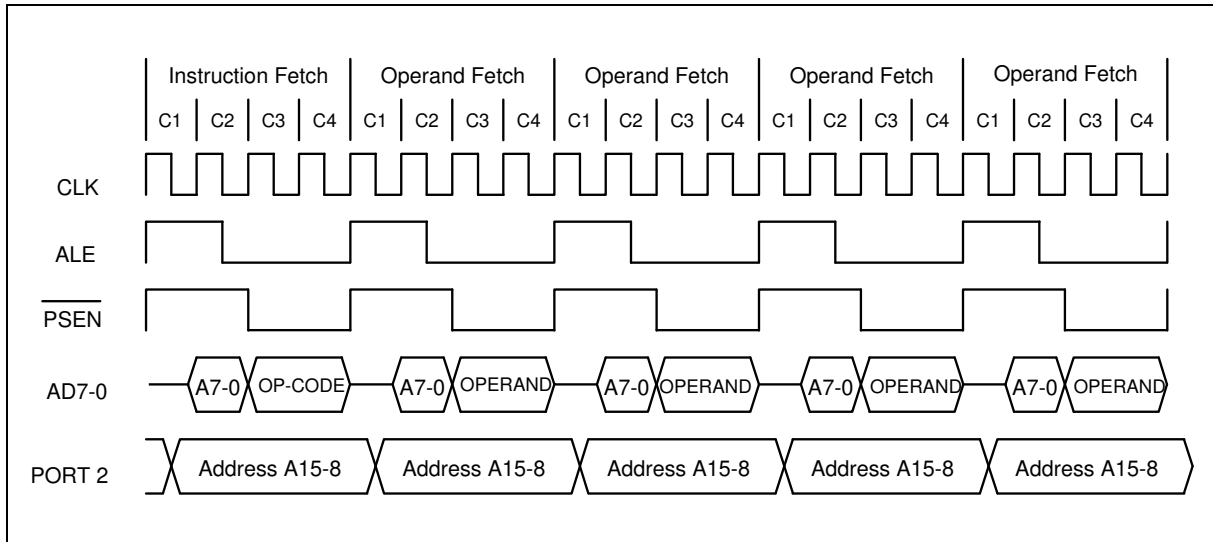 Instruction Fetch Operand Fetch Operand Fetch Operand Fetch Operand Fetch
C1 C2 C3 C4 C1 C2 C3 C4 C1 C2 C3 C4 C1 C2 C3 C4 C1 C2 C3 C4
CLK
ALE
PSEN
AD7-0 A7-0 OP-CODE A7-0 OPERAND A7-0 OPERAND A7-0 OPERAND A7-0 OPERAND
PORT 2 Address A15-8 Address A15-8 Address A15-8 Address A15-8 Address A15-8